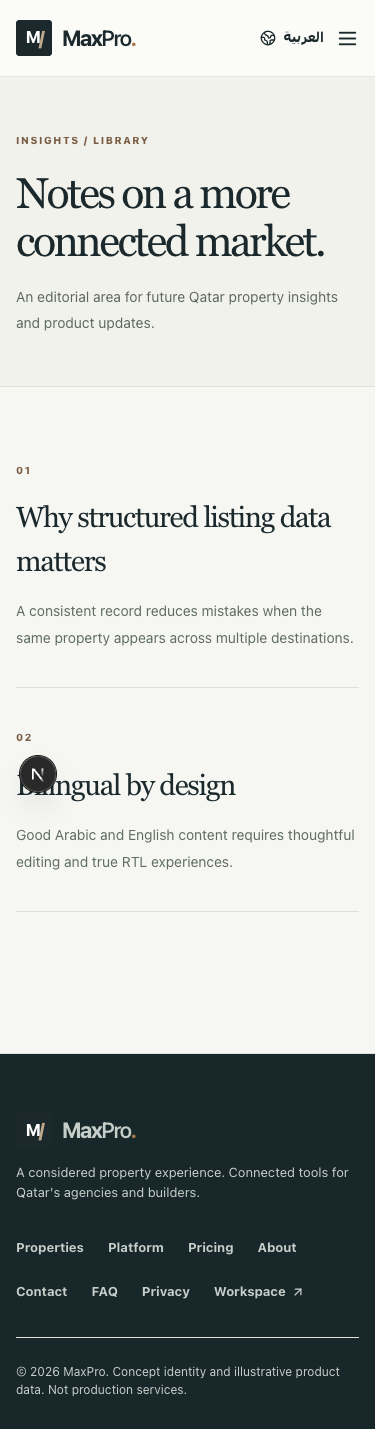 M/ MaxPro.
العربية
INSIGHTS / LIBRARY
Notes on a more
connected market.
An editorial area for future Qatar property insights
and product updates.
01
Why structured listing data
matters
A consistent record reduces mistakes when the
same property appears across multiple destinations.
02
N
Bilingual by design
Good Arabic and English content requires thoughtful
editing and true RTL experiences.
M/ MaxPro.
A considered property experience. Connected tools for
Qatar's agencies and builders.
Properties Platform Pricing About
Contact FAQ Privacy Workspace ↗
© 2026 MaxPro. Concept identity and illustrative product
data. Not production services.